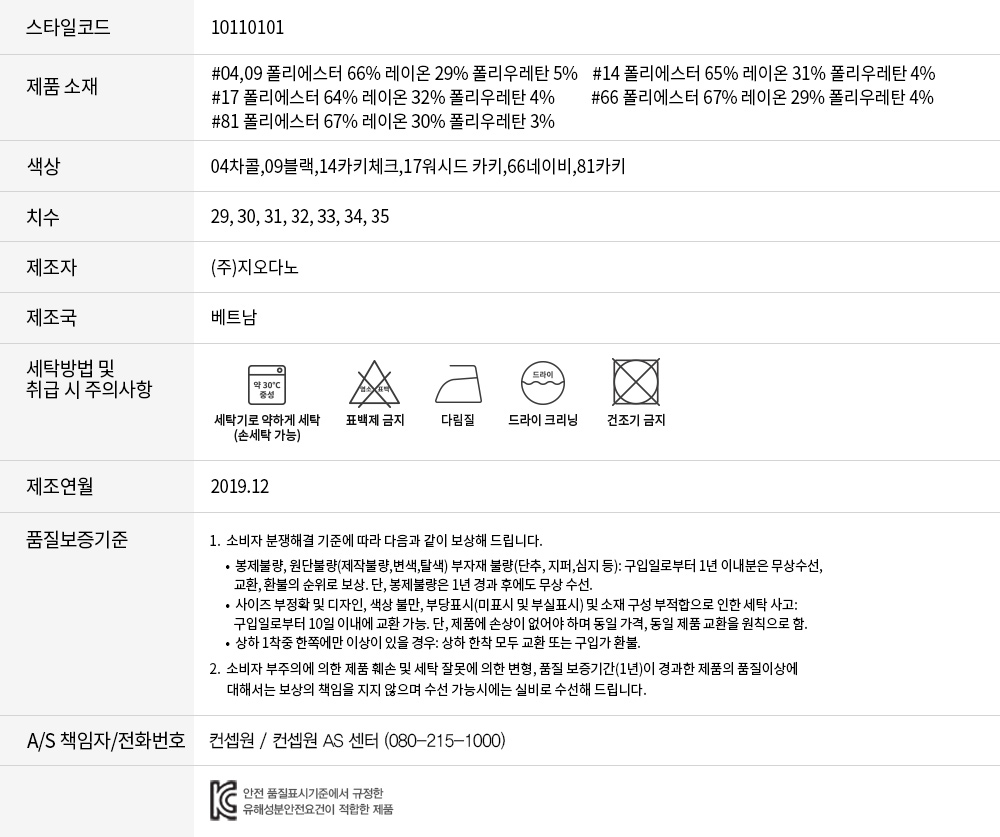 스타일코드
10110101
제품 소재
#04,09 폴리에스터 66% 레이온 29% 폴리우레탄 5% #14 폴리에스터 65% 레이온 31% 폴리우레탄 4%
#17 폴리에스터 64% 레이온 32% 폴리우레탄 4% #66 폴리에스터 67% 레이온 29% 폴리우레탄 4%
#81 폴리에스터 67% 레이온 30% 폴리우레탄 3%
색상
04차콜,09블랙,14카키체크,17워시드 카키,66네이비,81카키
치수
29, 30, 31, 32, 33, 34, 35
제조자
(주)지오다노
제조국
베트남
세탁방법 및
취급 시 주의사항
약 30℃
중성
염소 표백
드라이
세탁기로 약하게 세탁
(손세탁 가능)
표백제 금지
다림질
드라이 크리닝
건조기 금지
제조연월
2019.12
품질보증기준
1. 소비자 분쟁해결 기준에 따라 다음과 같이 보상해 드립니다.
• 봉제불량, 원단불량(제작불량,변색,탈색) 부자재 불량(단추, 지퍼,심지 등): 구입일로부터 1년 이내분은 무상수선,
교환, 환불의 순위로 보상. 단, 봉제불량은 1년 경과 후에도 무상 수선.
• 사이즈 부정확 및 디자인, 색상 불만, 부당표시(미표시 및 부실표시) 및 소재 구성 부적합으로 인한 세탁 사고:
구입일로부터 10일 이내에 교환 가능. 단, 제품에 손상이 없어야 하며 동일 가격, 동일 제품 교환을 원칙으로 함.
• 상하 1착중 한쪽에만 이상이 있을 경우: 상하 한착 모두 교환 또는 구입가 환불.
2. 소비자 부주의에 의한 제품 훼손 및 세탁 잘못에 의한 변형, 품질 보증기간(1년)이 경과한 제품의 품질이상에
대해서는 보상의 책임을 지지 않으며 수선 가능시에는 실비로 수선해 드립니다.
A/S 책임자/전화번호
컨셉원 / 컨셉원 AS 센터 (080-215-1000)
KC
안전 품질표시기준에서 규정한
유해성분안전요건이 적합한 제품